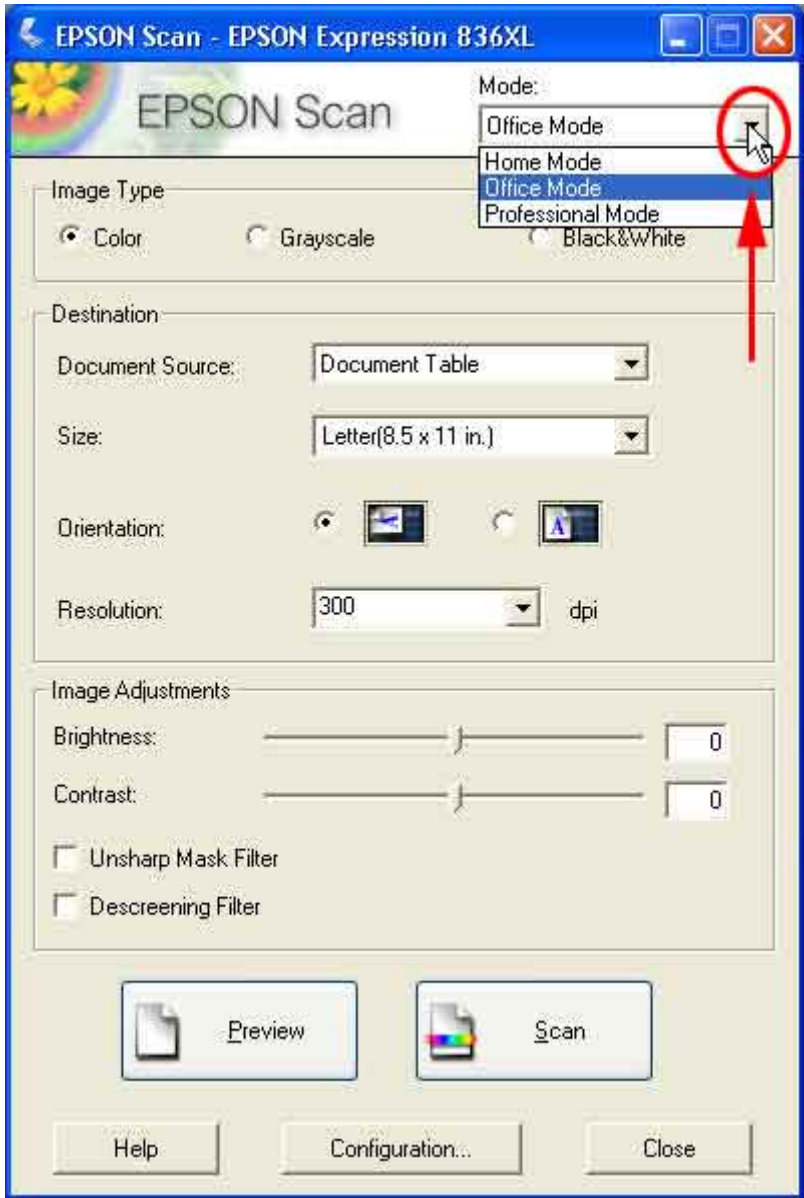 EPSON Scan - EPSON Expression 836XL
EPSON Scan
Mode:
Office Mode
Home Mode
Office Mode
Professional Mode
Image Type
Color
Grayscale
Black&White
Destination
Document Source:
Document Table
Size:
Letter(8.5 x 11 in.)
Orientation:
A
Resolution:
300
dpi
Image Adjustments
Brightness:
0
Contrast:
0
Unsharp Mask Filter
Descreening Filter
Preview
Scan
Help
Configuration...
Close